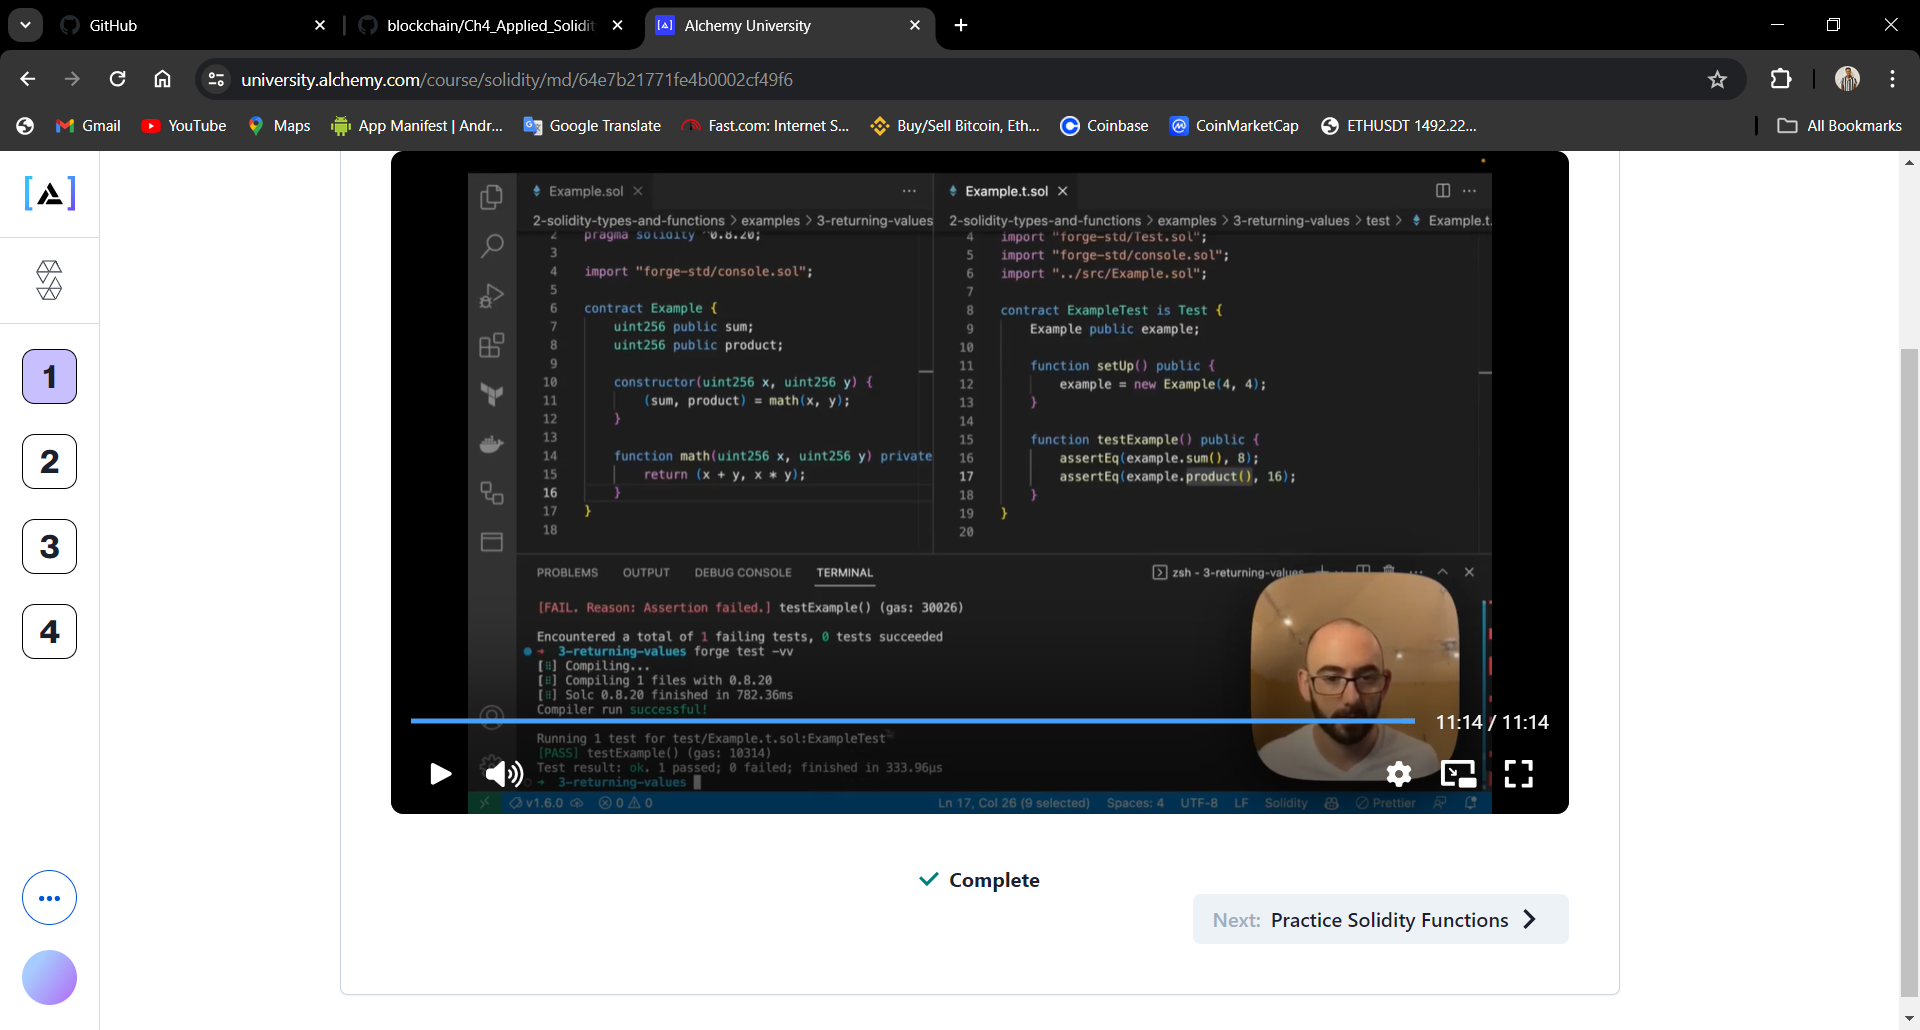 GitHub
blockchain/Ch4_Applied_Solidit
[A] Alchemy University
university.alchemy.com/course/solidity/md/64e7b21771fe4b0002cf49f6
Gmail
YouTube
Maps
App Manifest | Andr...
Google Translate
Fast.com: Internet S...
Buy/Sell Bitcoin, Eth...
Coinbase
CoinMarketCap
ETHUSDT 1492.22...
All Bookmarks
[A]
1
2
3
4
Example.sol
2-solidity-types-and-functions > examples > 3-returning-values
2 pragma solidity ^0.8.20;
3
4 import "forge-std/console.sol";
5
6 contract Example {
7 uint256 public sum;
8 uint256 public product;
9
10 constructor(uint256 x, uint256 y) {
11 (sum, product) = math(x, y);
12 }
13
14 function math(uint256 x, uint256 y) private
15 return (x + y, x * y);
16 }
17 }
18
Example.t.sol
2-solidity-types-and-functions > examples > 3-returning-values > test > Example.t.
4 import "forge-std/Test.sol";
5 import "forge-std/console.sol";
6 import "../src/Example.sol";
7
8 contract ExampleTest is Test {
9 Example public example;
10
11 function setUp() public {
12 example = new Example(4, 4);
13 }
14
15 function testExample() public {
16 assertEq(example.sum(), 8);
17 assertEq(example.product(), 16);
18 }
19 }
20
PROBLEMS OUTPUT DEBUG CONSOLE TERMINAL
zsh - 3-returning-values
[FAIL. Reason: Assertion failed.] testExample() (gas: 30026)
Encountered a total of 1 failing tests, 0 tests succeeded
3-returning-values forge test -vv
[⠿] Compiling...
[⠿] Compiling 1 files with 0.8.20
[⠿] Solc 0.8.20 finished in 782.36ms
Compiler run successful!
Running 1 test for test/Example.t.sol:ExampleTest
[PASS] testExample() (gas: 10314)
Test result: ok. 1 passed; 0 failed; finished in 333.96µs
3-returning-values
11:14 / 11:14
v1.6.0 0 0
Ln 17, Col 26 (9 selected) Spaces: 4 UTF-8 LF Solidity Prettier
Complete
Next: Practice Solidity Functions